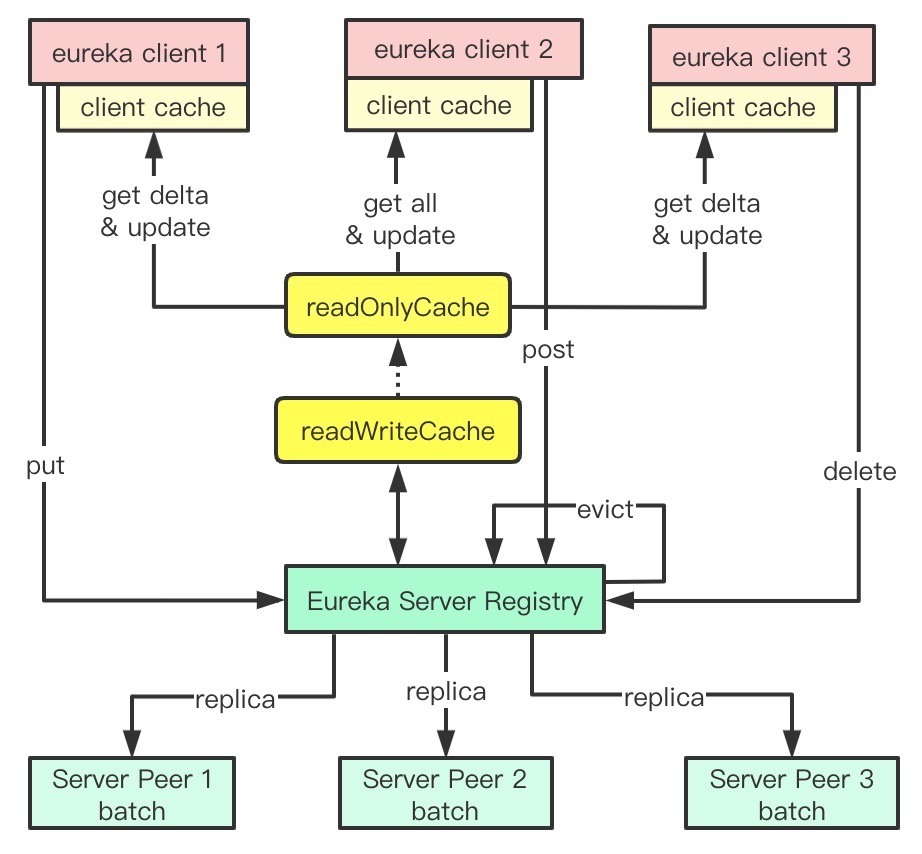 eureka client 1
eureka client 2
eureka client 3
client cache
client cache
client cache
get delta
& update
get all
& update
get delta
& update
readOnlyCache
post
readWriteCache
put
delete
evict
Eureka Server Registry
replica
replica
replica
Server Peer 1
batch
Server Peer 2
batch
Server Peer 3
batch